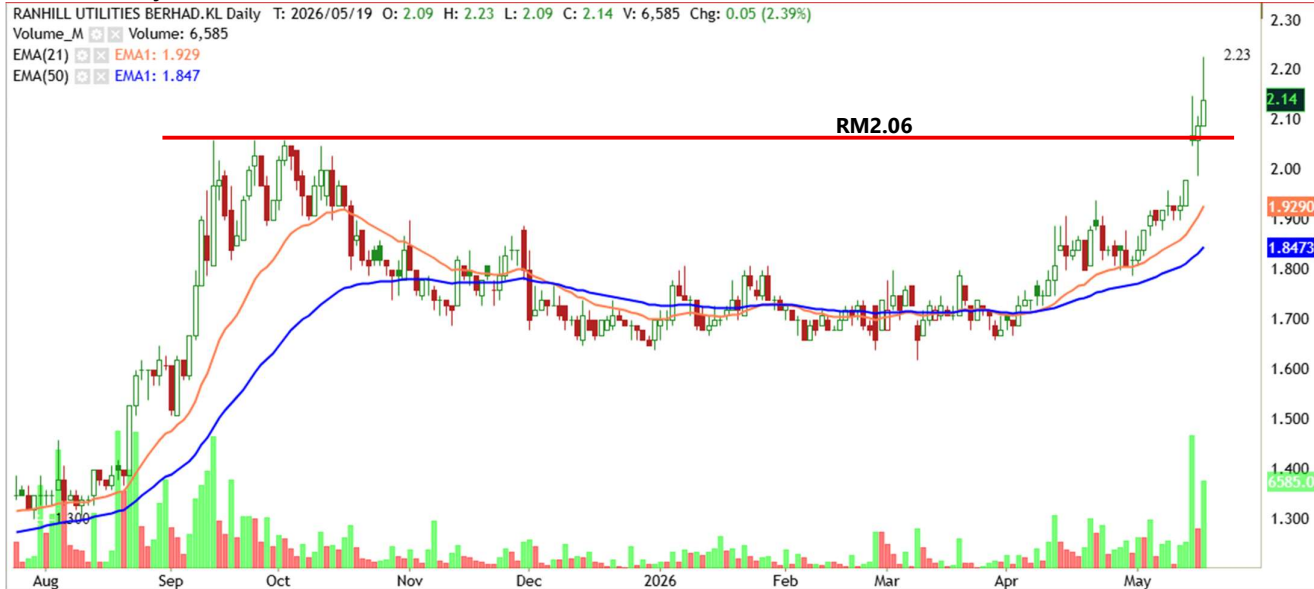 RANHILL UTILITIES BERHAD.KL Daily T: 2026/05/19 O: 2.09 H: 2.23 L: 2.09 C: 2.14 V: 6,585 Chg: 0.05 (2.39%)
Volume_M Volume: 6,585
EMA(21) EMA1: 1.929
EMA(50) EMA1: 1.847
2.23
RM2.06
1.300
2.30
2.20
2.14
2.10
2.00
1.9290
1.900
1.8473
1.800
1.700
1.600
1.500
1.400
6585.0
1.300
Aug Sep Oct Nov Dec 2026 Feb Mar Apr May